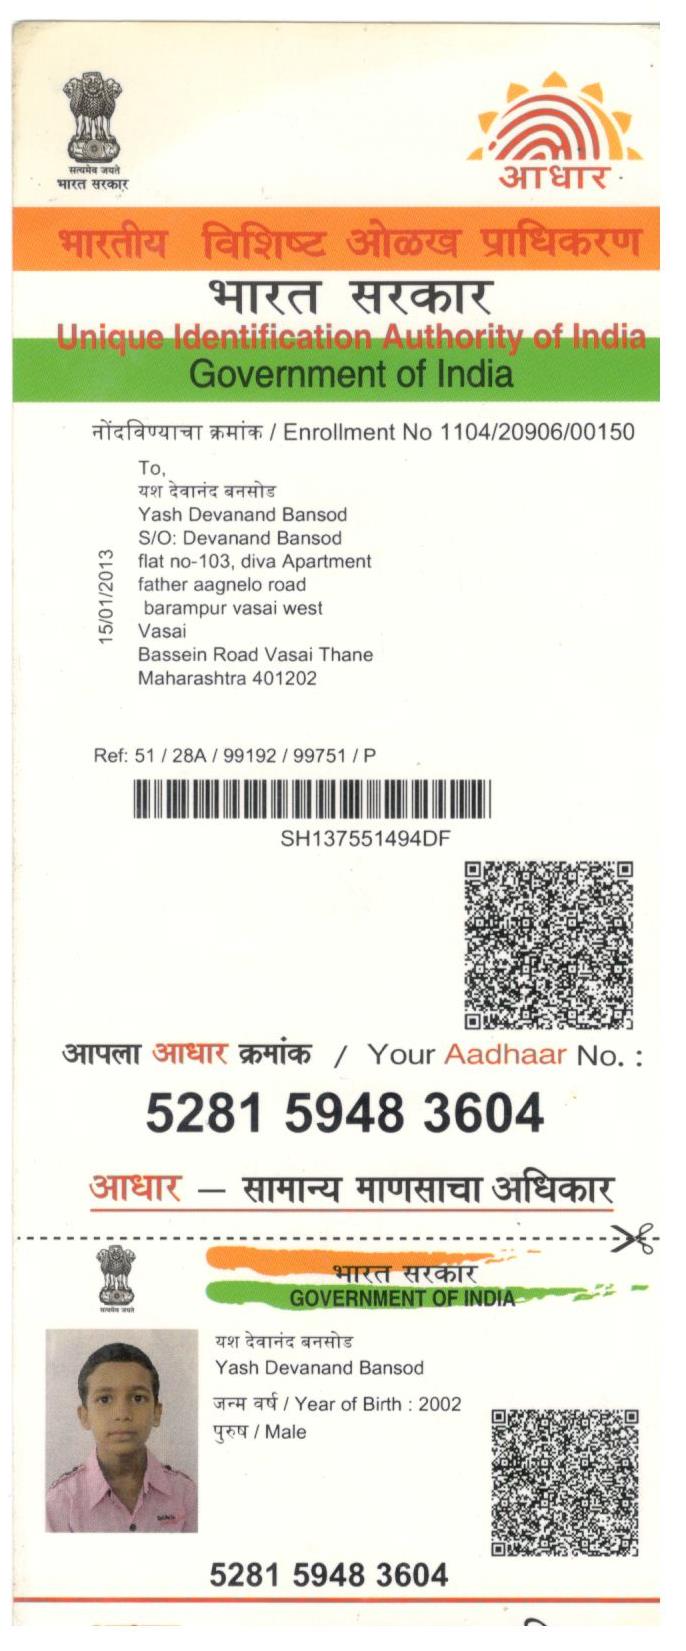 सत्यमेव जयते
भारत सरकार
आधार
भारतीय विशिष्ट ओळख प्राधिकरण
भारत सरकार
Unique Identification Authority of India
Government of India
नोंदविण्याचा क्रमांक / Enrollment No 1104/20906/00150
To,
यश देवानंद बनसोड
Yash Devanand Bansod
S/O: Devanand Bansod
flat no-103, diva Apartment
father aagnelo road
barampur vasai west
Vasai
Bassein Road Vasai Thane
Maharashtra 401202
15/01/2013
Ref: 51 / 28A / 99192 / 99751 / P
SH137551494DF
आपला आधार क्रमांक / Your Aadhaar No. :
5281 5948 3604
आधार – सामान्य माणसाचा अधिकार
सत्यमेव जयते
भारत सरकार
GOVERNMENT OF INDIA
यश देवानंद बनसोड
Yash Devanand Bansod
जन्म वर्ष / Year of Birth : 2002
पुरुष / Male
5281 5948 3604